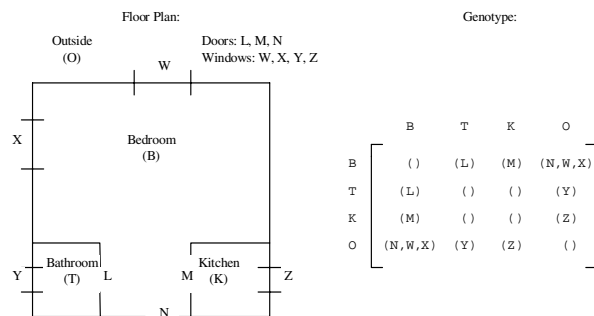 Floor Plan:
Outside
(O)
Doors: L, M, N
Windows: W, X, Y, Z
W
X
Bedroom
(B)
Bathroom
(T)
L
M
Kitchen
(K)
Y
Z
N
Genotype:
B T K O
B () (L) (M) (N,W,X)
T (L) () () (Y)
K (M) () () (Z)
O (N,W,X) (Y) (Z) ()